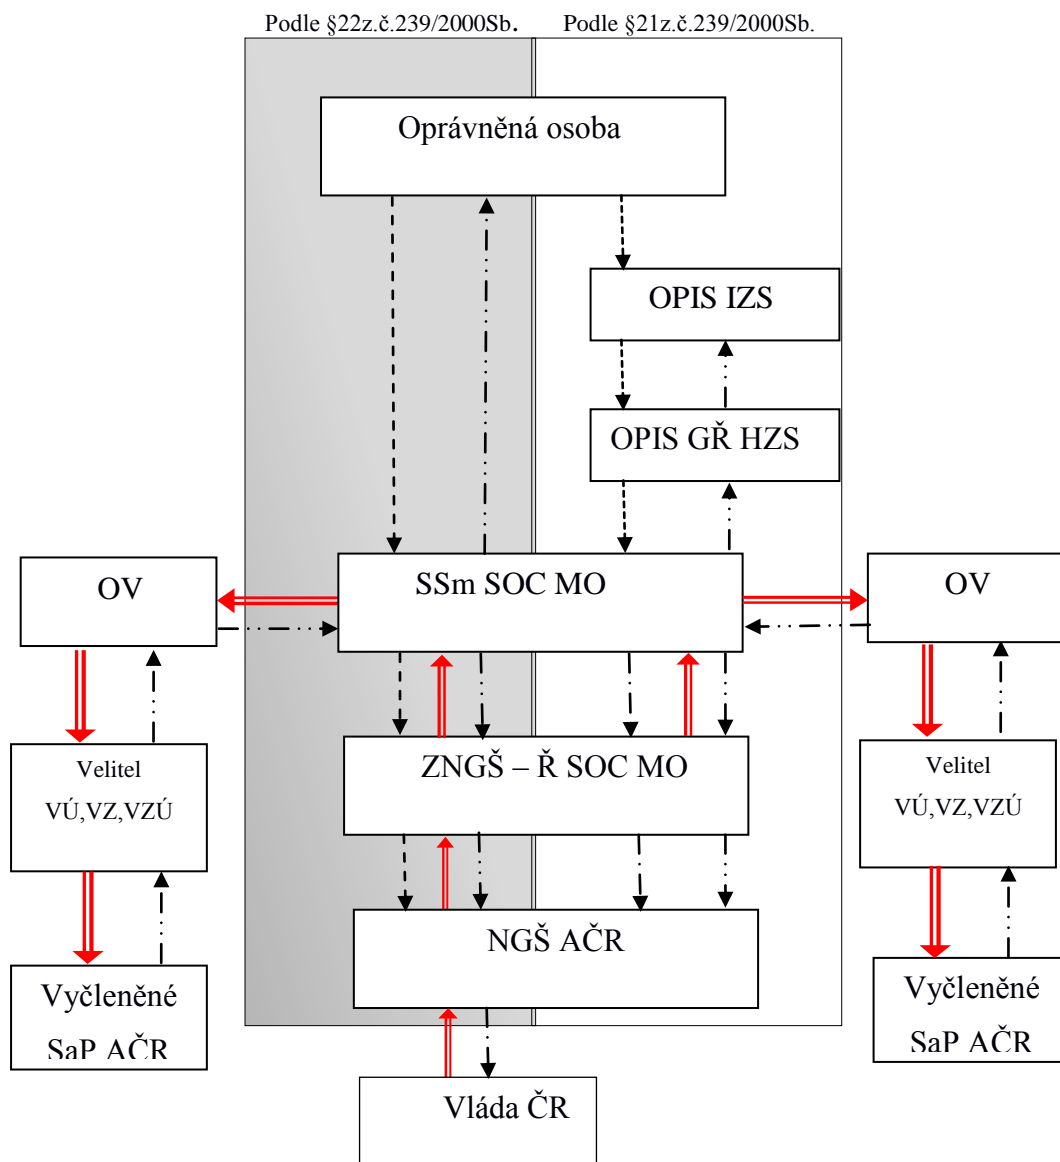 Podle §22z.č.239/2000Sb.
Podle §21z.č.239/2000Sb.
Oprávněná osoba
OPIS IZS
OPIS GŘ HZS
OV
SSm SOC MO
OV
Velitel
VÚ,VZ,VZÚ
ZNGŠ – Ř SOC MO
Velitel
VÚ,VZ,VZÚ
NGŠ AČR
Vyčleněné
SaP AČR
Vyčleněné
SaP AČR
Vláda ČR